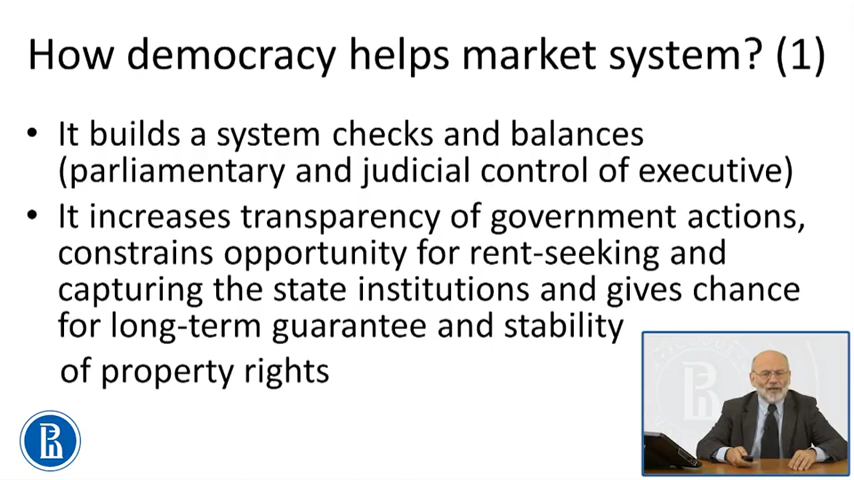 How democracy helps market system? (1)
• It builds a system checks and balances
(parliamentary and judicial control of executive)
• It increases transparency of government actions,
constrains opportunity for rent-seeking and
capturing the state institutions and gives chance
for long-term guarantee and stability
of property rights